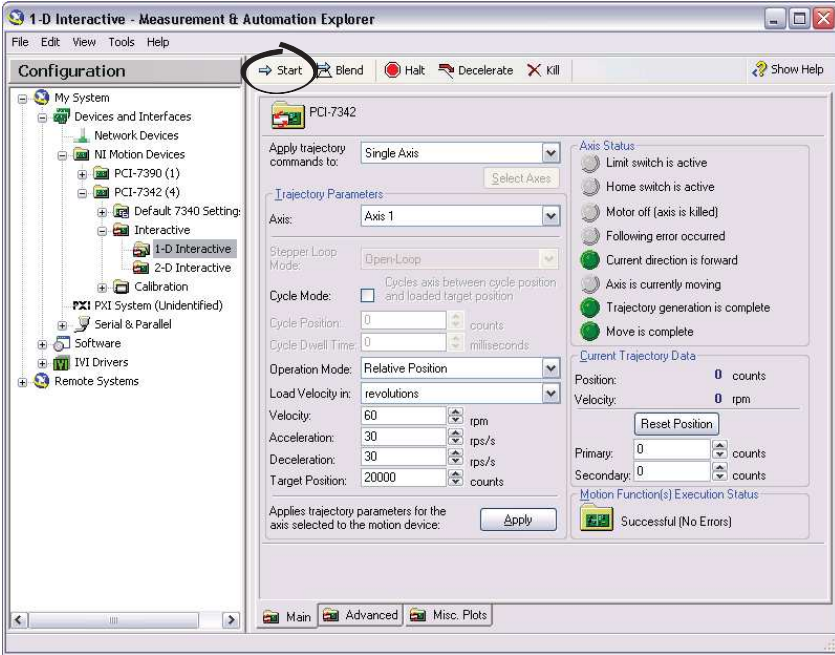 1-D Interactive - Measurement & Automation Explorer
File Edit View Tools Help
Configuration
Start Blend Halt Decelerate Kill Show Help
My System
Devices and Interfaces
Network Devices
NI Motion Devices
PCI-7390 (1)
PCI-7342 (4)
Default 7340 Setting:
Interactive
1-D Interactive
2-D Interactive
Calibration
PXI PXI System (Unidentified)
Serial & Parallel
Software
IVI Drivers
Remote Systems
PCI-7342
Apply trajectory commands to: Single Axis
Select Axes
Trajectory Parameters
Axis: Axis 1
Stepper Loop Mode: Open-Loop
Cycle Mode: Cycles axis between cycle position and loaded target position
Cycle Position: 0 counts
Cycle Dwell Time: 0 milliseconds
Operation Mode: Relative Position
Load Velocity in: revolutions
Velocity: 60 rpm
Acceleration: 30 rps/s
Deceleration: 30 rps/s
Target Position: 20000 counts
Applies trajectory parameters for the
axis selected to the motion device: Apply
Axis Status
Limit switch is active
Home switch is active
Motor off (axis is killed)
Following error occurred
Current direction is forward
Axis is currently moving
Trajectory generation is complete
Move is complete
Current Trajectory Data
Position: 0 counts
Velocity: 0 rpm
Reset Position
Primary: 0 counts
Secondary: 0 counts
Motion Function(s) Execution Status
Successful (No Errors)
Main Advanced Misc. Plots